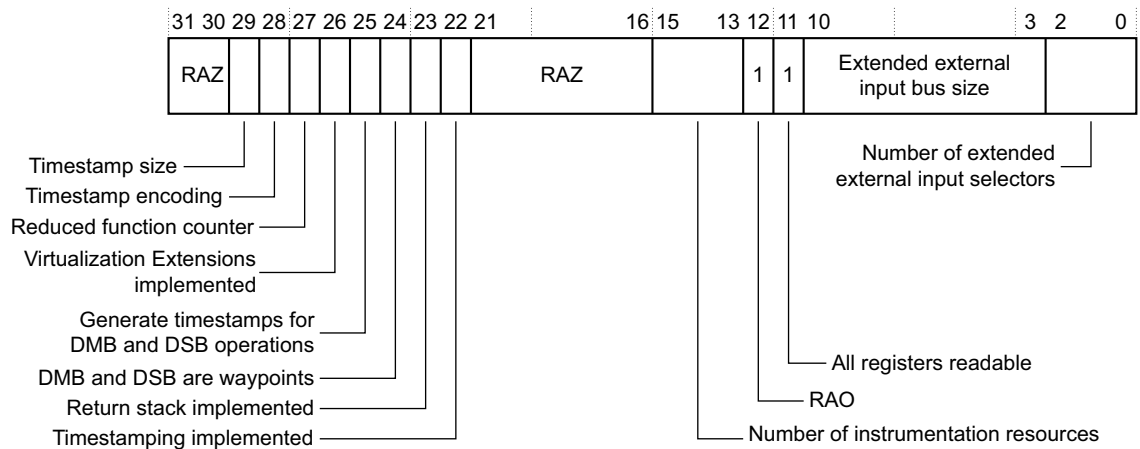 31 30 29 28 27 26 25 24 23 22 21 16 15 13 12 11 10 3 2 0
RAZ RAZ 1 1 Extended external
input bus size
Timestamp size
Number of extended
external input selectors
Timestamp encoding
Reduced function counter
Virtualization Extensions
implemented
Generate timestamps for
DMB and DSB operations
All registers readable
DMB and DSB are waypoints
RAO
Return stack implemented
Number of instrumentation resources
Timestamping implemented